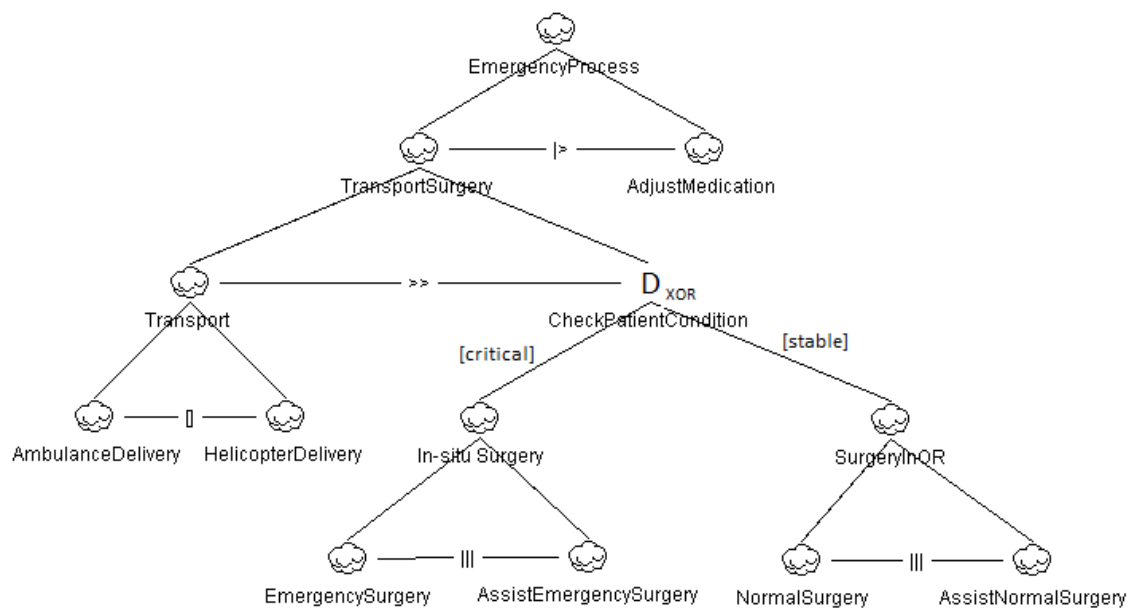 EmergencyProcess
|>
TransportSurgery
AdjustMedication
>>
D XOR
Transport
CheckPatientCondition
[critical]
[stable]
[]
AmbulanceDelivery
HelicopterDelivery
In-situ Surgery
SurgeryInOR
|||
|||
EmergencySurgery
AssistEmergencySurgery
NormalSurgery
AssistNormalSurgery